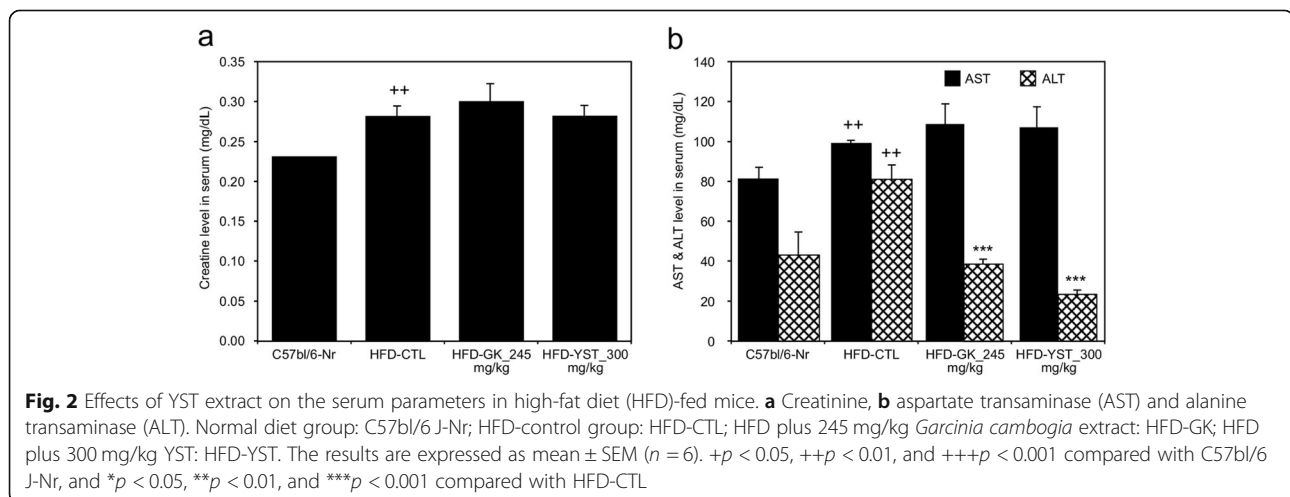 a
b
Creatine level in serum (mg/dL)
0.35
0.30
0.25
0.20
0.15
0.10
0.05
0.00
++
C57bl/6-Nr
HFD-CTL
HFD-GK_245
mg/kg
HFD-YST_300
mg/kg
AST & ALT level in serum (mg/dL)
140
120
100
80
60
40
20
0
AST
ALT
++
++
***
***
C57bl/6-Nr
HFD-CTL
HFD-GK_245
mg/kg
HFD-YST_300
mg/kg
Fig. 2 Effects of YST extract on the serum parameters in high-fat diet (HFD)-fed mice. a Creatinine, b aspartate transaminase (AST) and alanine
transaminase (ALT). Normal diet group: C57bl/6 J-Nr; HFD-control group: HFD-CTL; HFD plus 245 mg/kg Garcinia cambogia extract: HFD-GK; HFD
plus 300 mg/kg YST: HFD-YST. The results are expressed as mean ± SEM (n = 6). +p < 0.05, ++p < 0.01, and +++p < 0.001 compared with C57bl/6
J-Nr, and *p < 0.05, **p < 0.01, and ***p < 0.001 compared with HFD-CTL